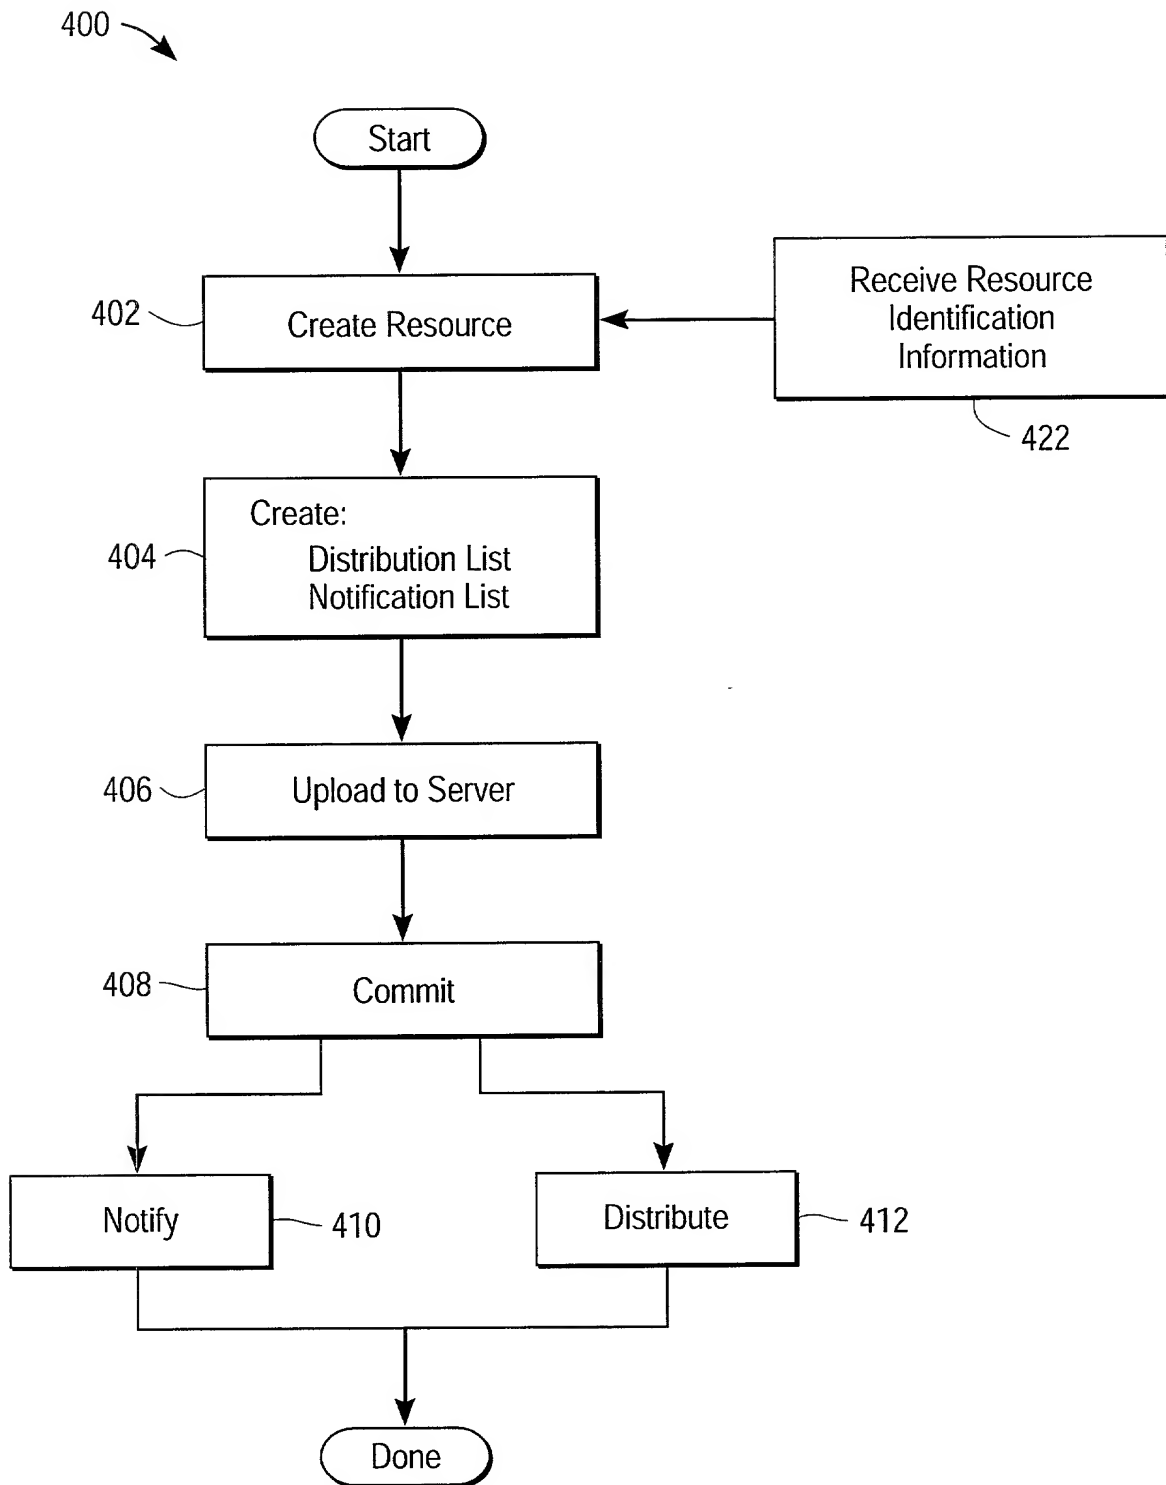 400
Start
402
Create Resource
Receive Resource
Identification
Information
422
Create:
404
Distribution List
Notification List
406
Upload to Server
408
Commit
Notify
410
Distribute
412
Done